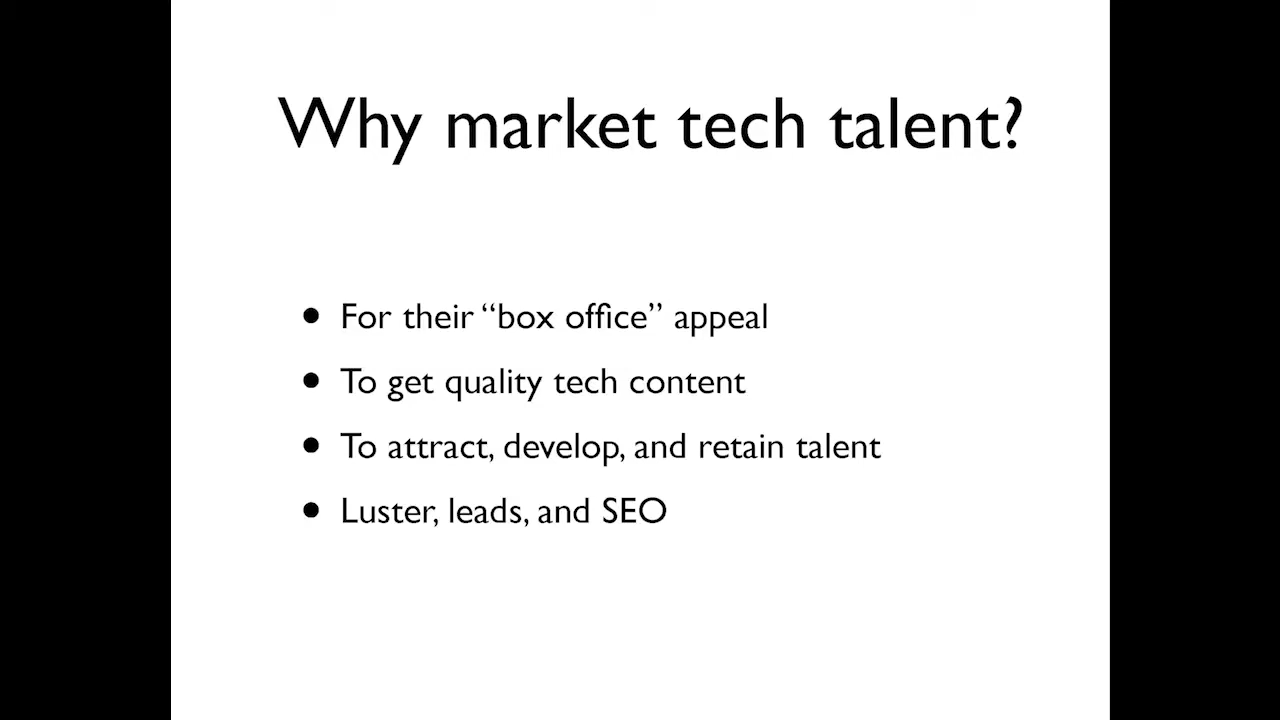 Why market tech talent?
• For their “box office” appeal
• To get quality tech content
• To attract, develop, and retain talent
• Luster, leads, and SEO